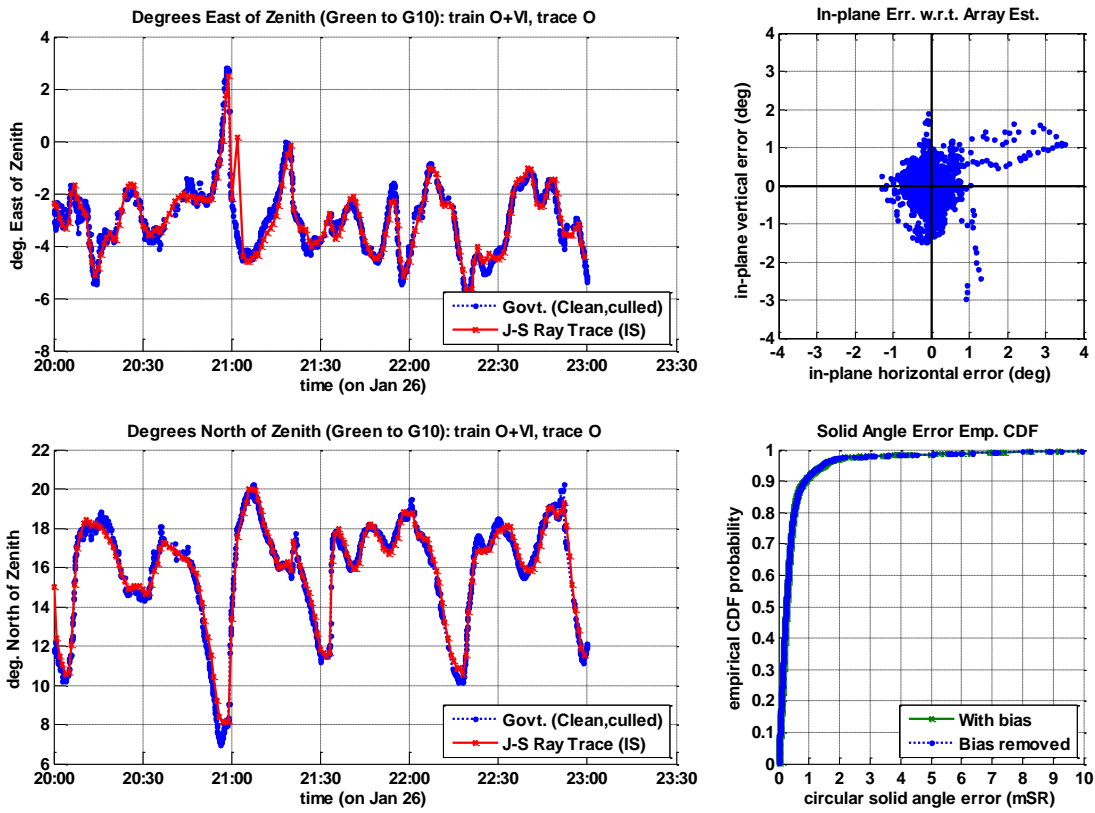 Degrees East of Zenith (Green to G10): train O+VI, trace O
4
2
0
-2
-4
-6
-8
deg. East of Zenith
20:00 20:30 21:00 21:30 22:00 22:30 23:00 23:30
time (on Jan 26)
Govt. (Clean,culled)
J-S Ray Trace (IS)
In-plane Err. w.r.t. Array Est.
4
3
2
1
0
-1
-2
-3
-4
in-plane vertical error (deg)
-4 -3 -2 -1 0 1 2 3 4
in-plane horizontal error (deg)
Degrees North of Zenith (Green to G10): train O+VI, trace O
22
20
18
16
14
12
10
8
6
deg. North of Zenith
20:00 20:30 21:00 21:30 22:00 22:30 23:00 23:30
time (on Jan 26)
Govt. (Clean,culled)
J-S Ray Trace (IS)
Solid Angle Error Emp. CDF
1
0.9
0.8
0.7
0.6
0.5
0.4
0.3
0.2
0.1
0
empirical CDF probability
0 1 2 3 4 5 6 7 8 9 10
circular solid angle error (mSR)
With bias
Bias removed